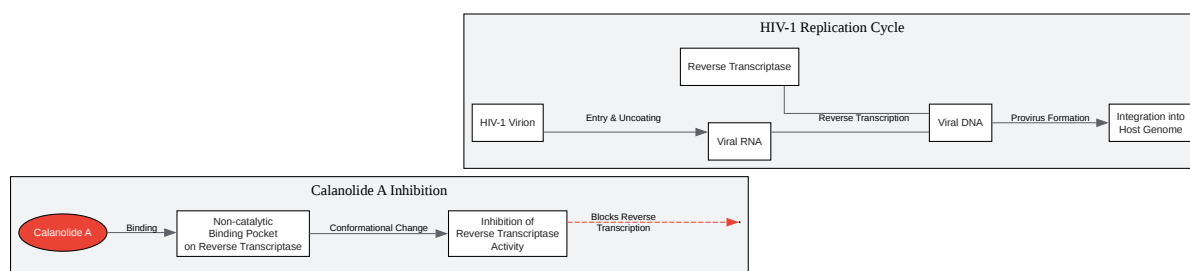 HIV-1 Replication Cycle
Reverse Transcriptase
HIV-1 Virion
Entry & Uncoating
Viral RNA
Reverse Transcription
Viral DNA
Provirus Formation
Integration into
Host Genome
Calanolide A Inhibition
Calanolide A
Binding
Non-catalytic
Binding Pocket
on Reverse Transcriptase
Conformational Change
Inhibition of
Reverse Transcriptase
Activity
Blocks Reverse
Transcription